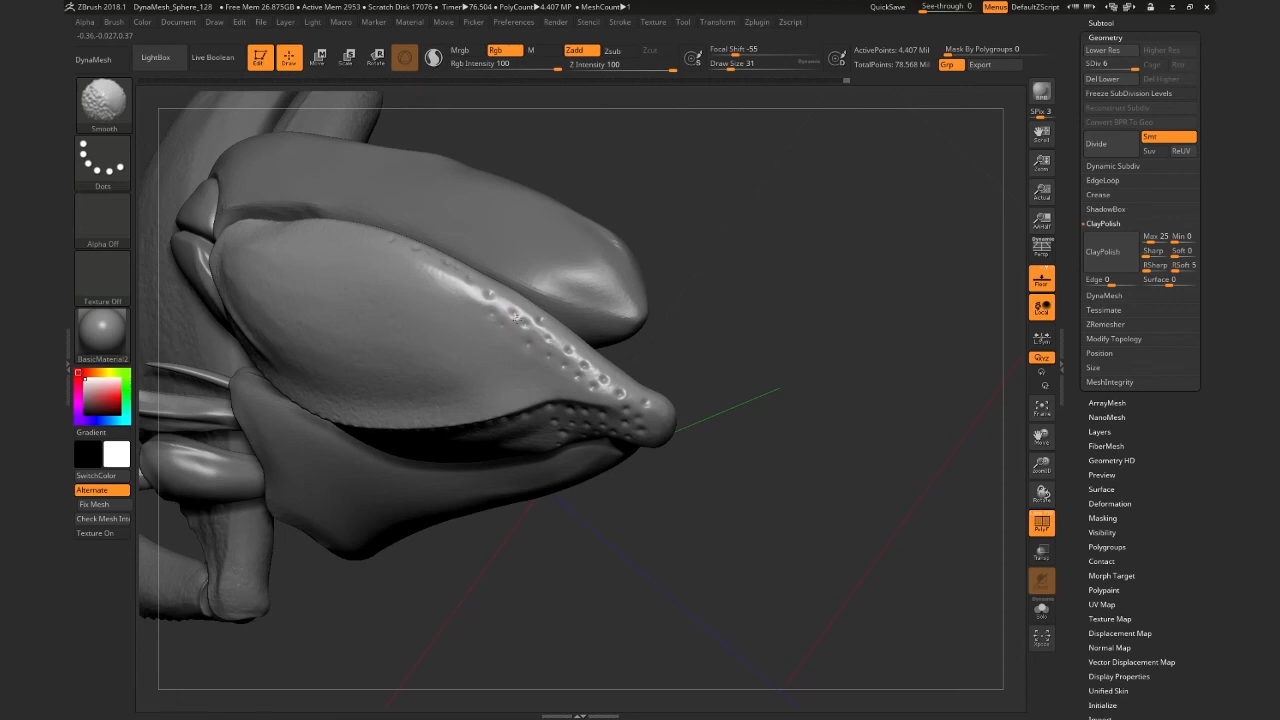 ZBrush 2018.1 DynaMesh_Sphere_128 • Free Mem 26.875GB • Active Mem 2953 • Scratch Disk 17076 • Timer▶76.504 • PolyCount▶4.407 MP • MeshCount▶1
QuickSave See-through 0 Menus DefaultZScript
Alpha Brush Color Document Draw Edit File Layer Light Macro Marker Material Movie Picker Preferences Render Stencil Stroke Texture Tool Transform Zplugin Zscript
-0.36,-0.027,0.37
DynaMesh
LightBox
Live Boolean
Edit
Draw
Move
Scale
Rotate
Mrgb Rgb M
Rgb Intensity 100
Zadd Zsub Zcut
Z Intensity 100
Focal Shift -55
Draw Size 31
Dynamic
ActivePoints: 4.407 Mil
TotalPoints: 78.568 Mil
Mask By Polygroups 0
Grp Export
Smooth
Dots
Alpha Off
Texture Off
BasicMaterial2
Gradient
SwitchColor
Alternate
Fix Mesh
Check Mesh Int
Texture On
BPR
SPix 3
Scroll
Zoom
Actual
AAHalf
Dynamic
Persp
Floor
Local
L.Sym
XYZ
Frame
Move
Zoom3D
Rotate
PolyF
Transp
Dynamic
Solo
Xpose
Subtool
Geometry
Lower Res Higher Res
SDiv 6 Cage Rstr
Del Lower Del Higher
Freeze SubDivision Levels
Reconstruct Subdiv
Convert BPR To Geo
Divide Smt
Suv ReUV
Dynamic Subdiv
EdgeLoop
Crease
ShadowBox
ClayPolish
ClayPolish Max 25 Min 0
Sharp Soft 0
RSharp RSoft 5
Edge 0 Surface 0
DynaMesh
Tessimate
ZRemesher
Modify Topology
Position
Size
MeshIntegrity
ArrayMesh
NanoMesh
Layers
FiberMesh
Geometry HD
Preview
Surface
Deformation
Masking
Visibility
Polygroups
Contact
Morph Target
Polypaint
UV Map
Texture Map
Displacement Map
Normal Map
Vector Displacement Map
Display Properties
Unified Skin
Initialize
Import